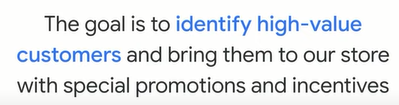 The goal is to identify high-value
customers and bring them to our store
with special promotions and incentives